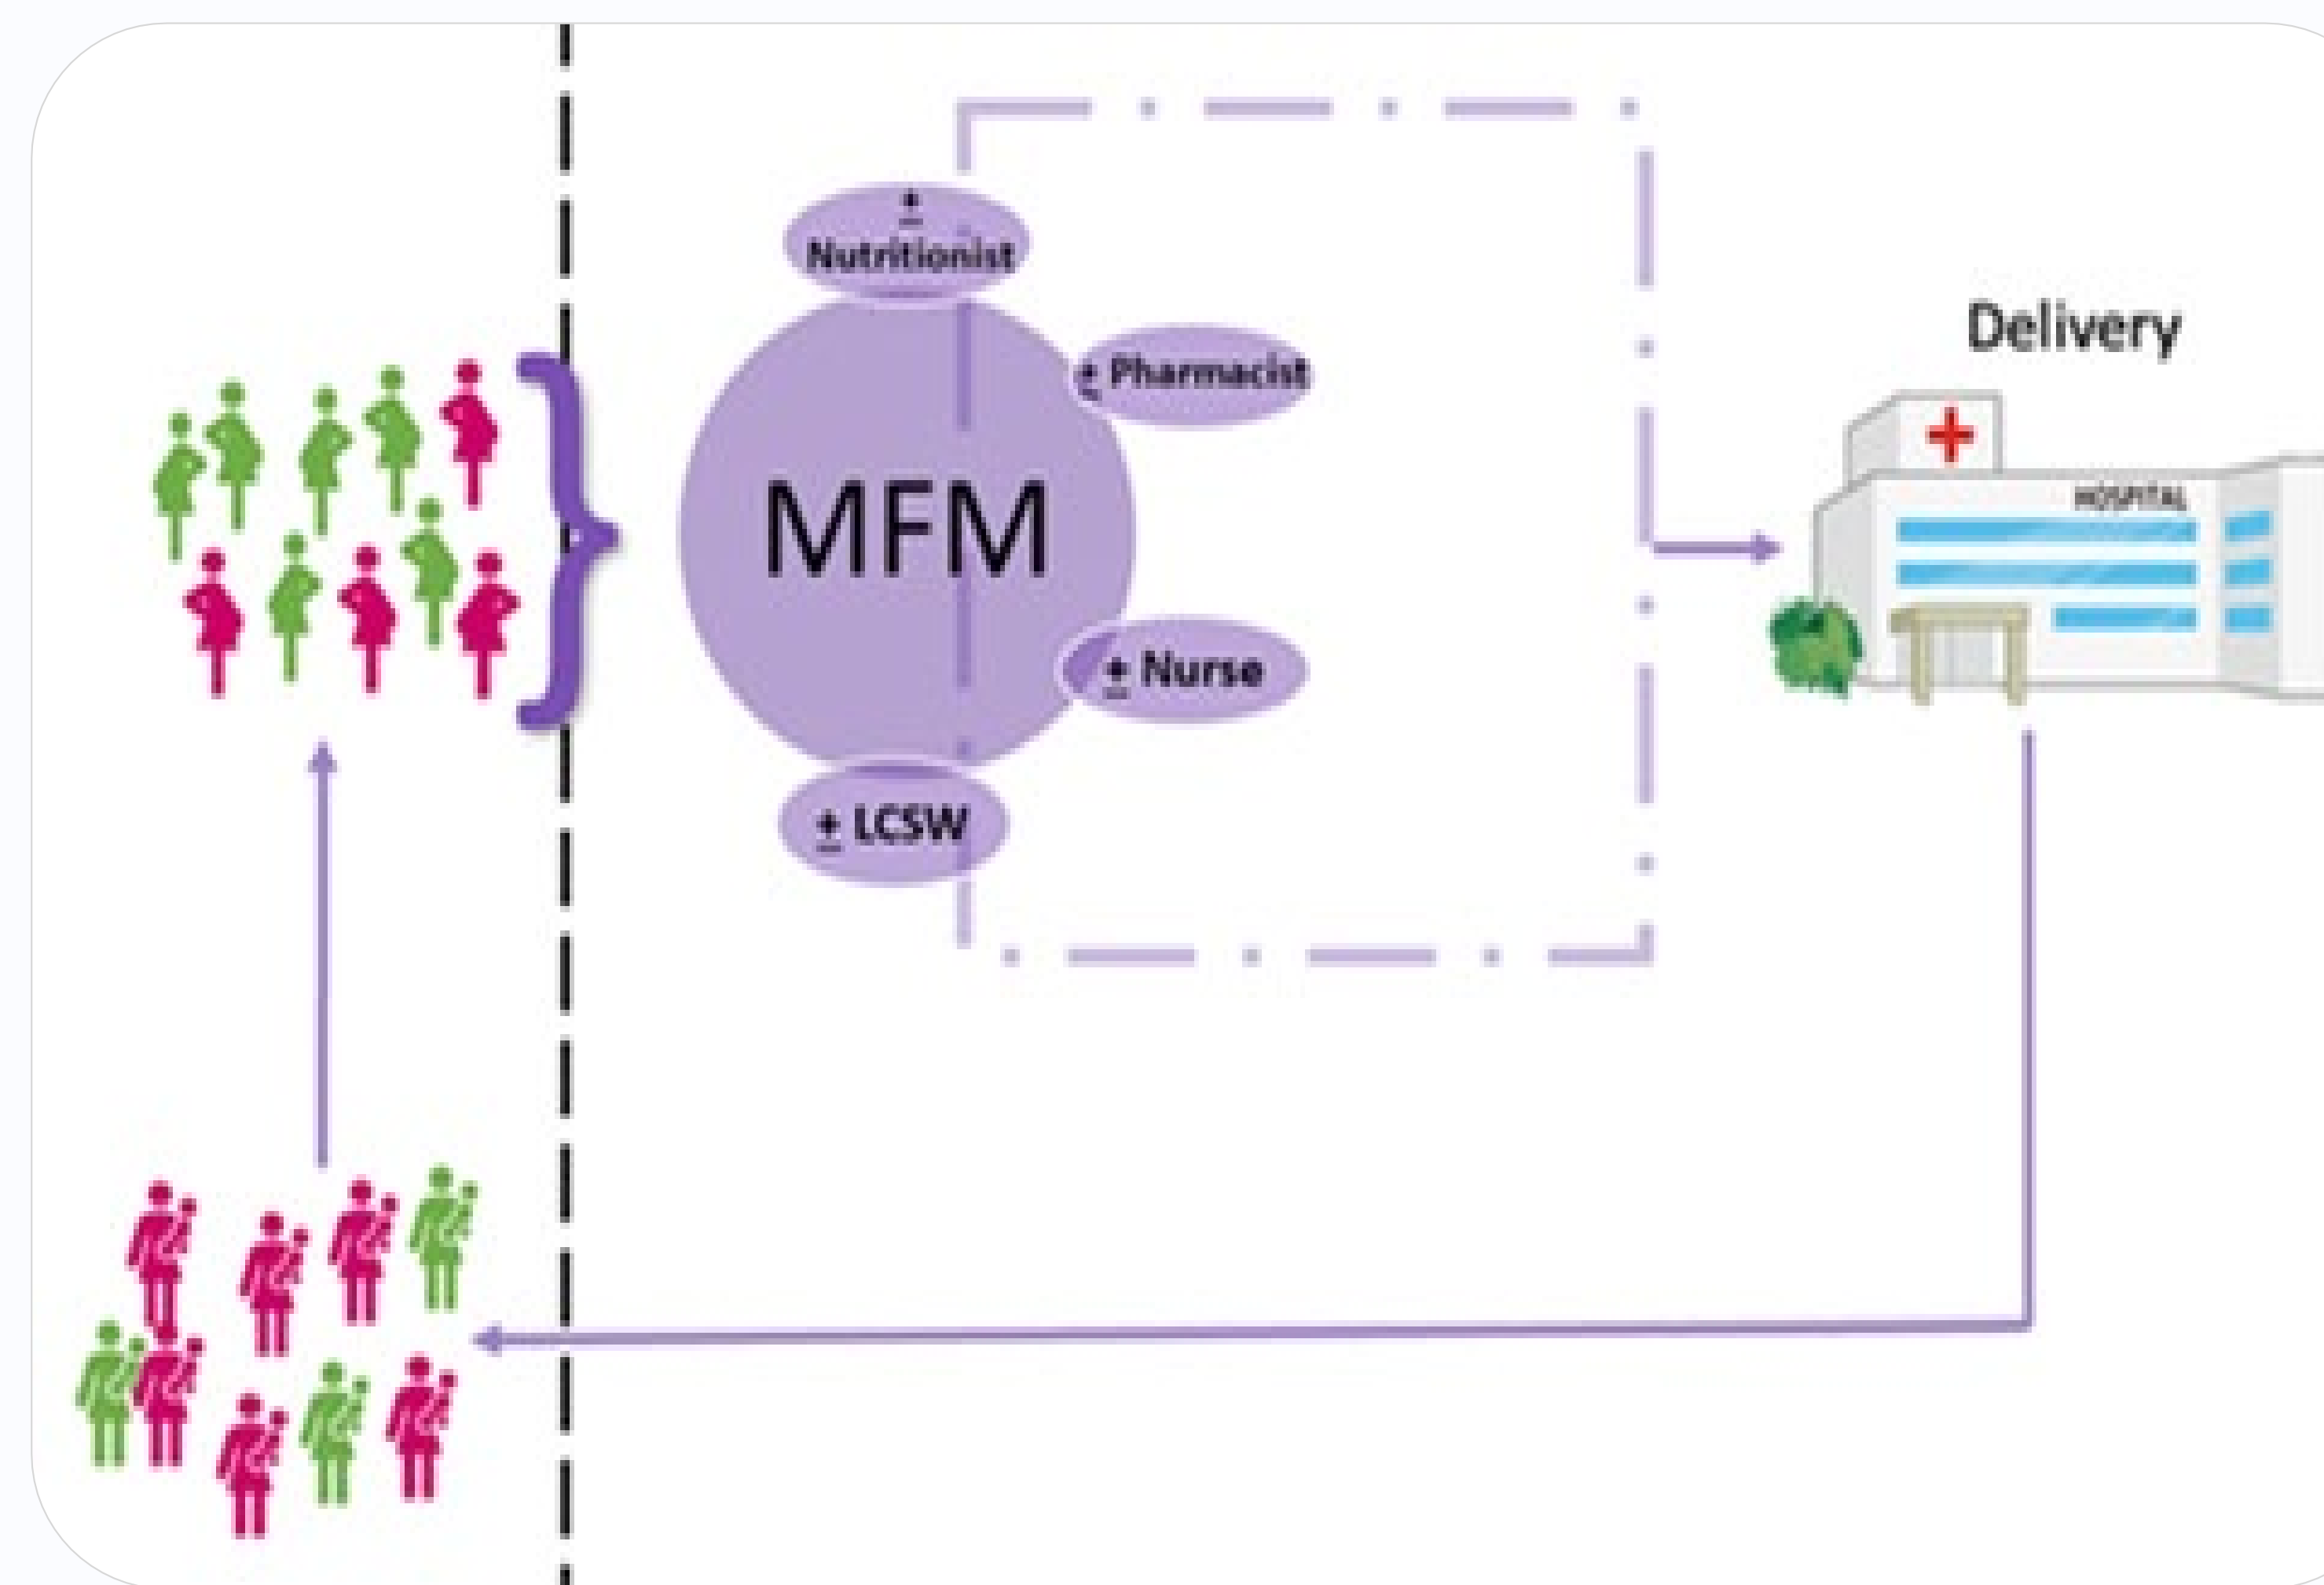 ±
Nutritionist
± Pharmacist
MFM
± Nurse
± LCSW
Delivery
HOSPITAL